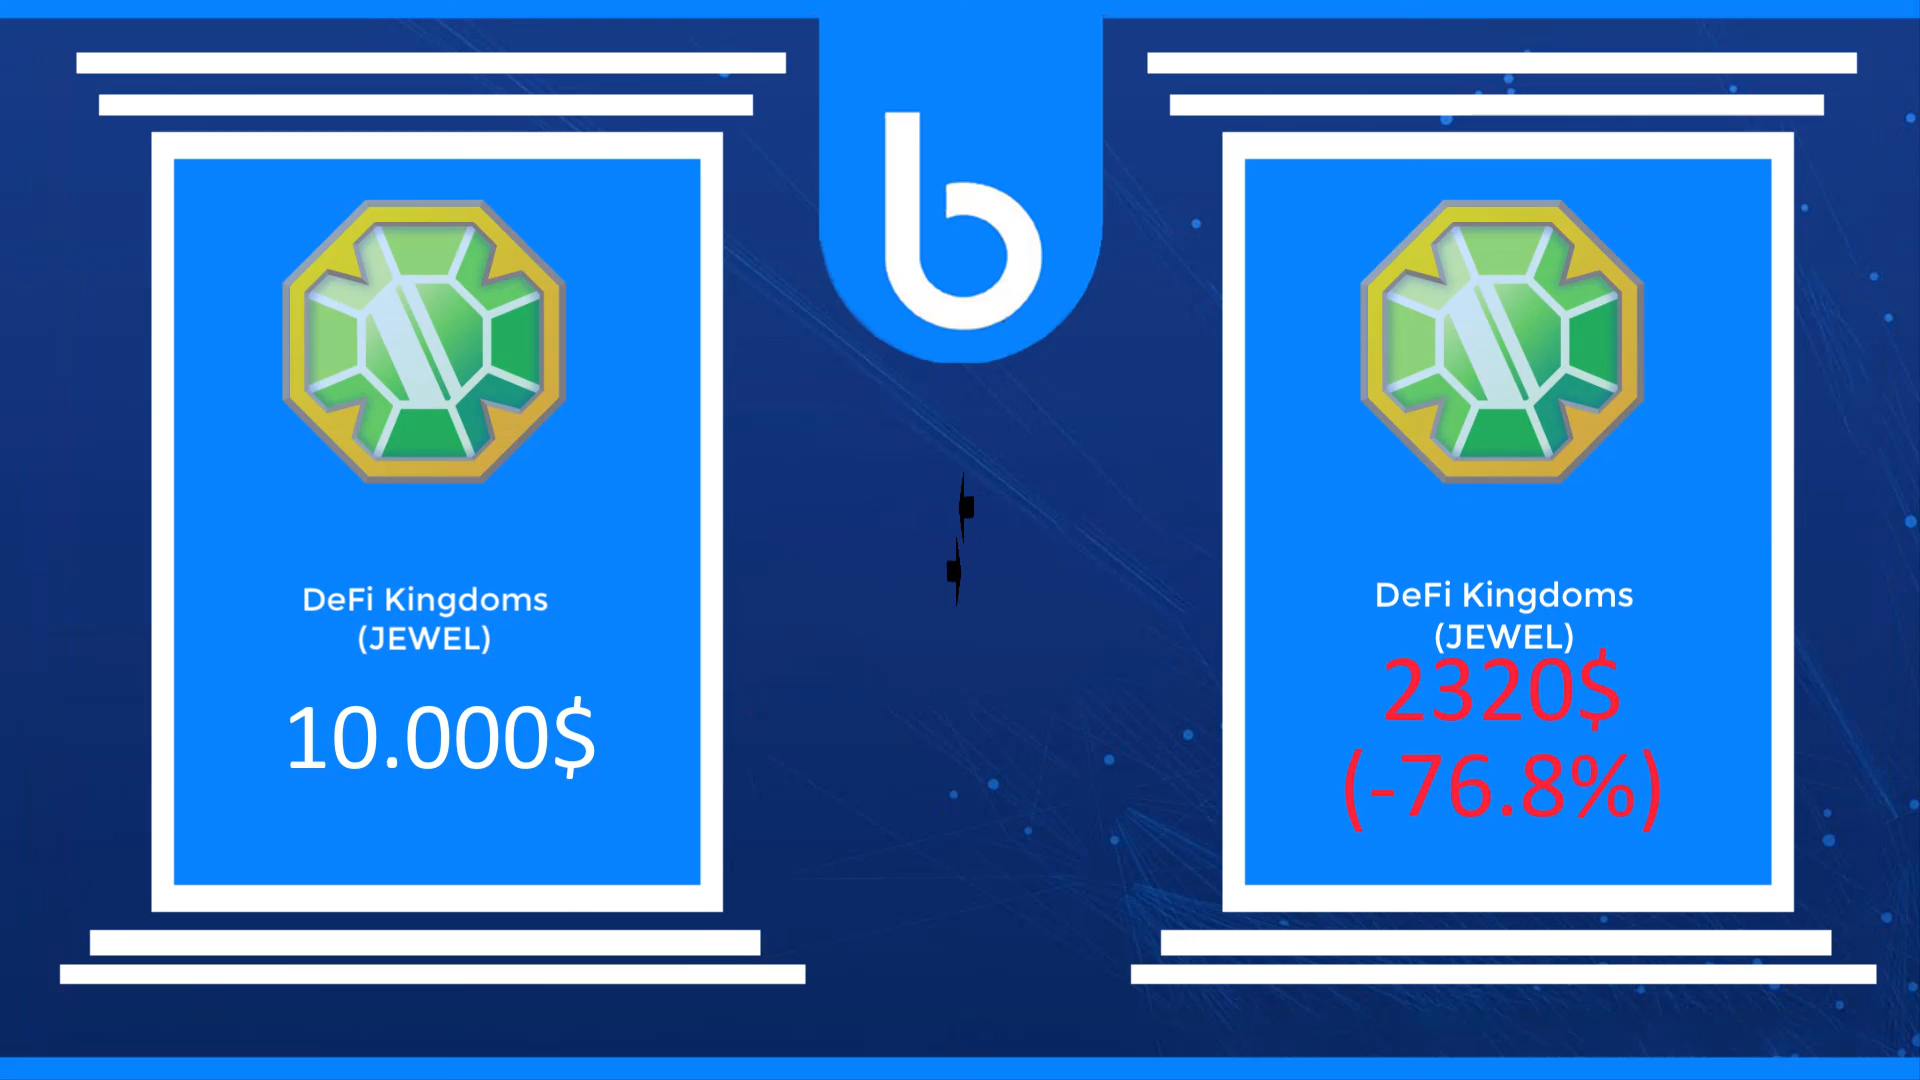 b
DeFi Kingdoms
(JEWEL)
10.000$
DeFi Kingdoms
(JEWEL)
2320$
(-76.8%)